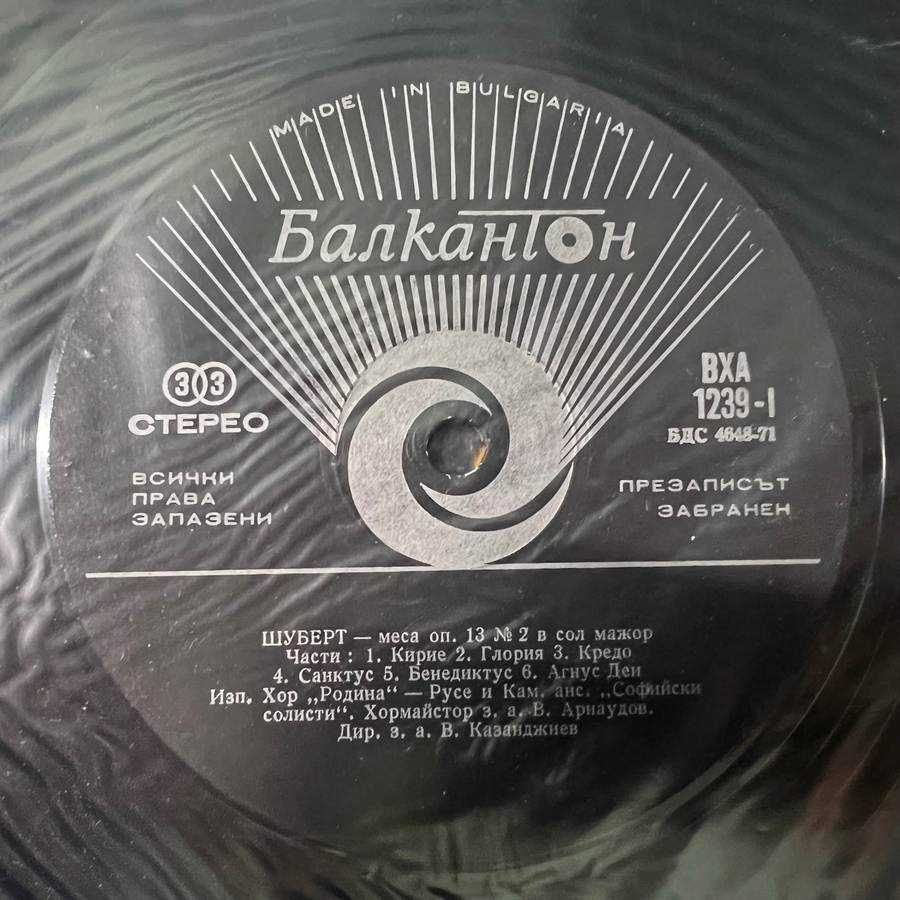 MADE IN BULGARIA
Балкантон
33
СТЕРЕО
ВХА
1239-I
БДС 4648-71
ВСИЧКИ
ПРАВА
ЗАПАЗЕНИ
ПРЕЗАПИСЪТ
ЗАБРАНЕН
ШУБЕРТ — меса оп. 13 № 2 в сол мажор
Части : 1. Кирие 2. Глория 3. Кредо
4. Санктус 5. Бенедиктус 6. Агнус Деи
Изп. Хор „Родина“ — Русе и Кам. анс. „Софийски
солисти“. Хормайстор з. а. В. Арнаудов.
Дир. з. а. В. Казанджиев